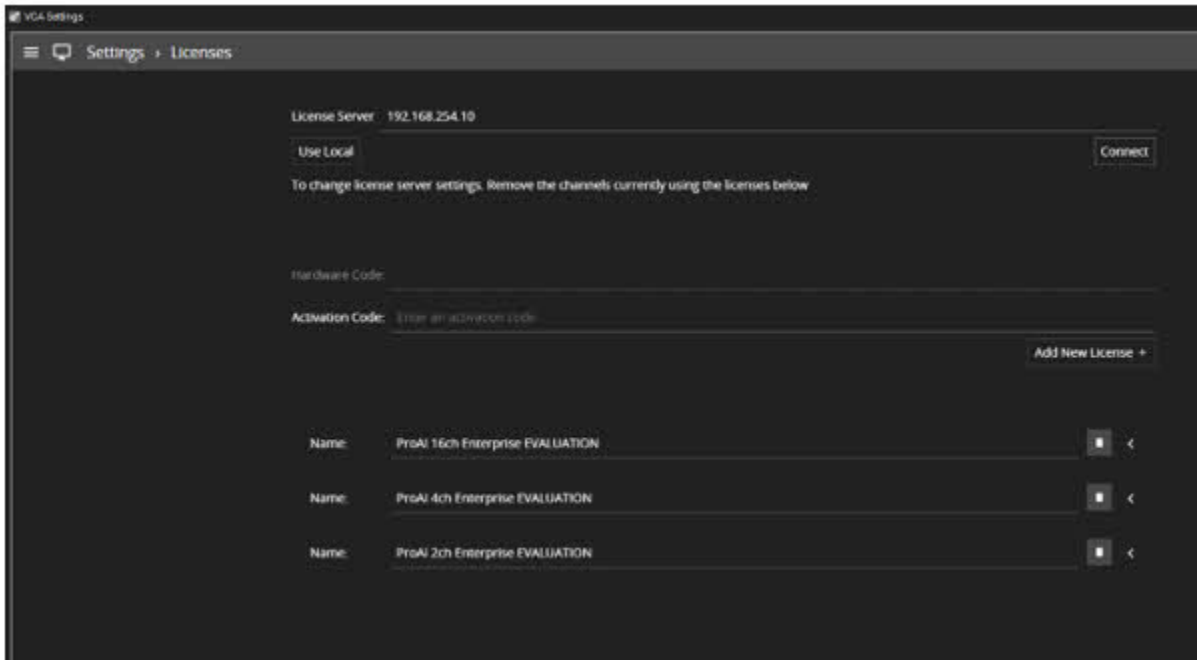 VCA Settings
Settings › Licenses
License Server 192.168.254.10
Use Local Connect
To change license server settings. Remove the channels currently using the licenses below
Hardware Code:
Activation Code: Enter an activation code
Add New License +
Name: ProAI 16ch Enterprise EVALUATION
Name: ProAI 4ch Enterprise EVALUATION
Name: ProAI 2ch Enterprise EVALUATION